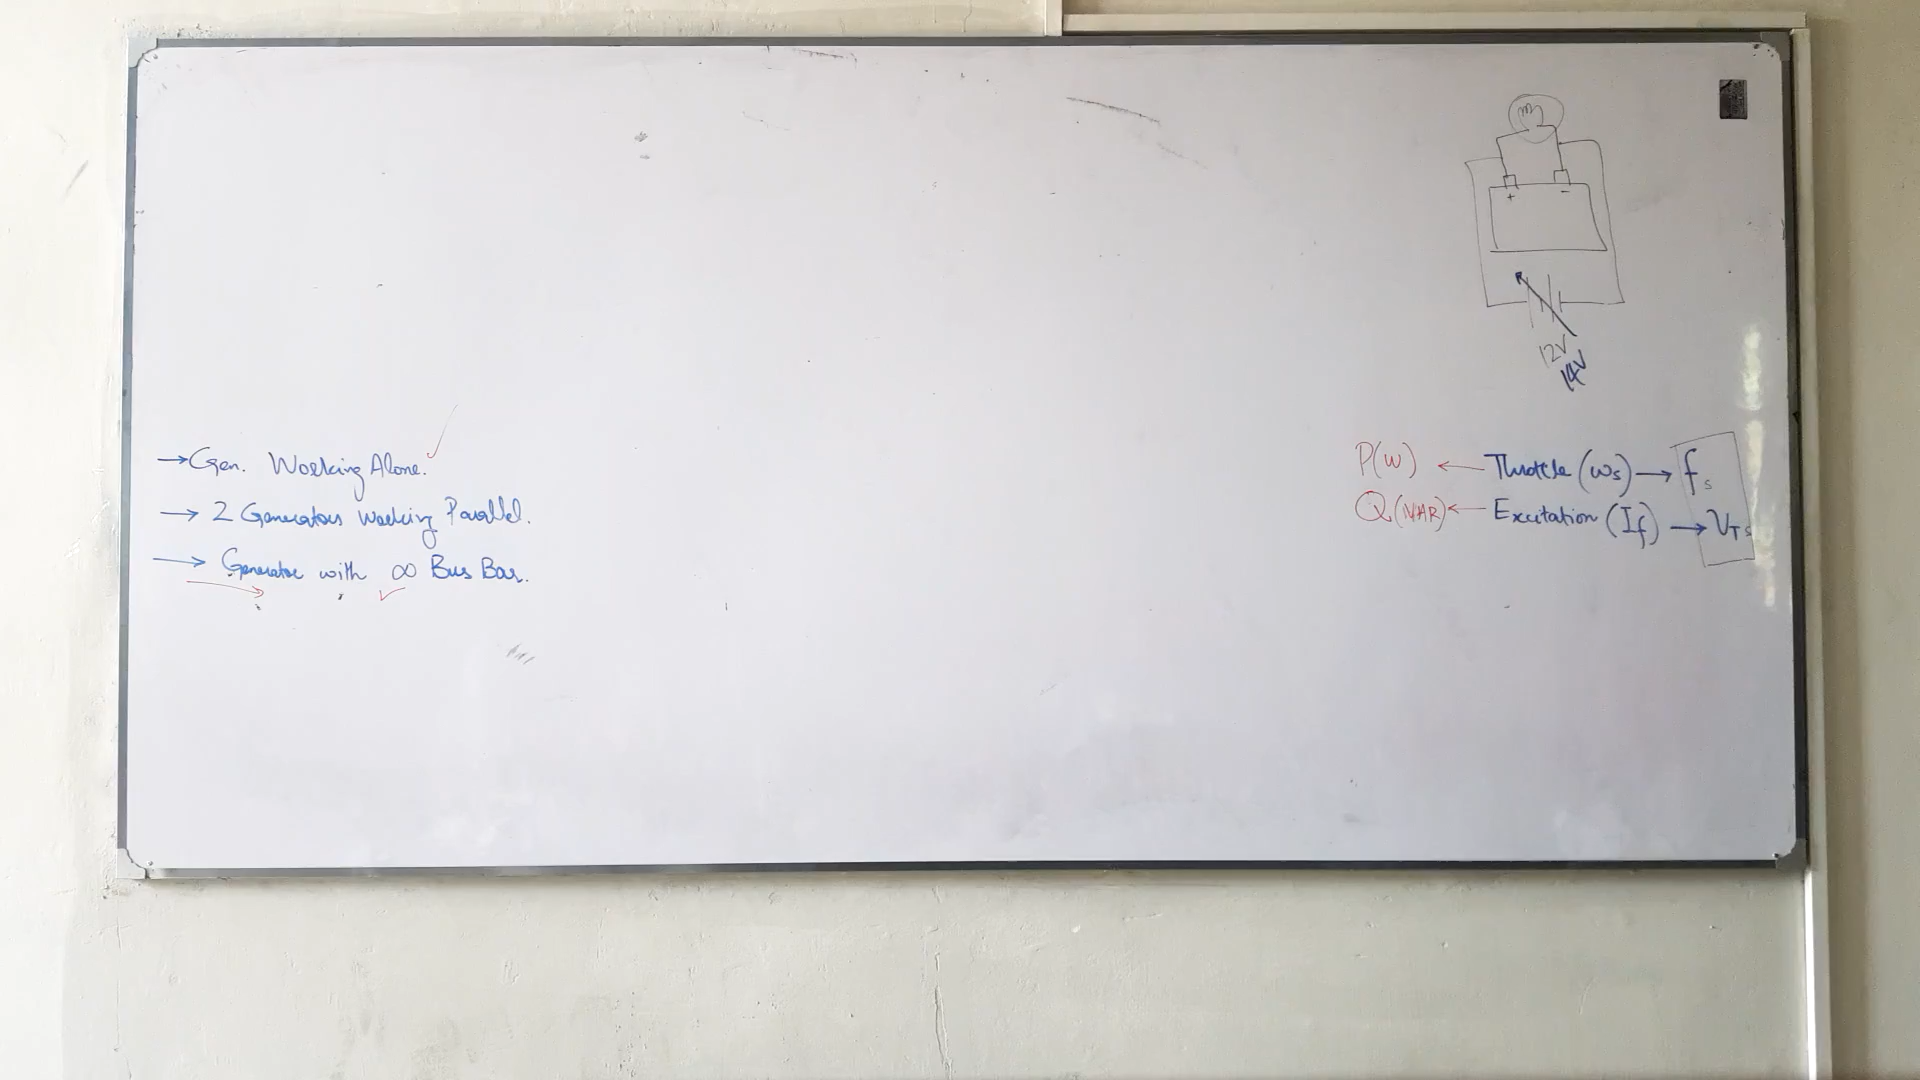 + -
12V
14V
→ Gen. Working Alone.
→ 2 Generators Working Parallel.
→ Generator with ∞ Bus Bar.
P(W) ← Throttle (ωs) → fs
Q(VAR) ← Excitation (If) → VTs